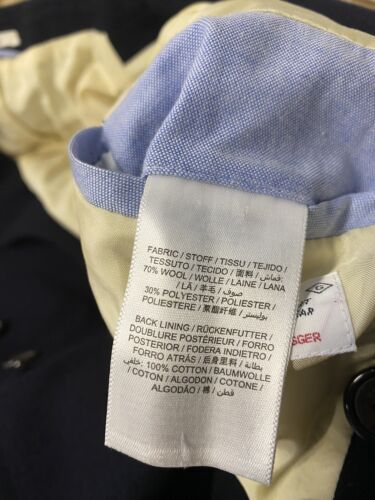 FABRIC / STOFF / TISSU / TEJIDO /
TESSUTO / TECIDO / 面料 / قماش /
70% WOOL / WOLLE / LAINE / LANA
/ LÃ / 羊毛 / صوف
30% POLYESTER / POLIESTER /
POLIESTERE / 聚酯纤维 / بوليستر
BACK LINING / RÜCKENFUTTER /
DOUBLURE POSTÉRIEUR / FORRO
POSTERIOR / FODERA INDIETRO /
FORRO ATRÁS / 后身里料 / بطانة
خلفي / 100% COTTON / BAUMWOLLE
/ COTON / ALGODON / COTONE /
ALGODÃO / 棉 / قطن